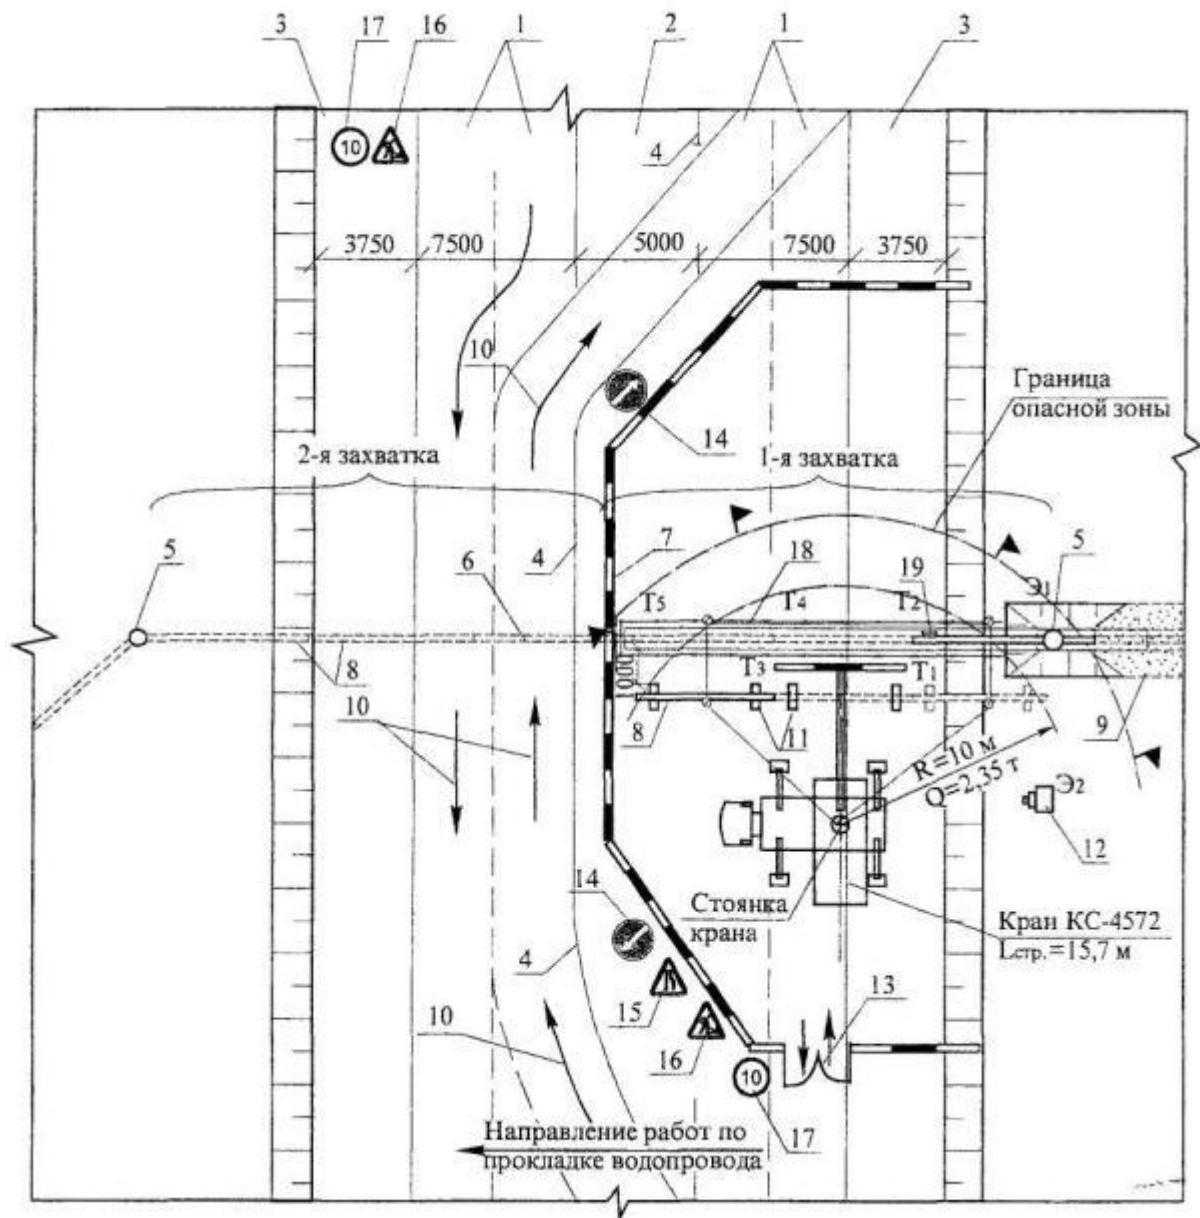 3 17 16 1 2 1 3
4
10
3750 7500 5000 7500 3750
10
Граница
опасной зоны
14
2-я захватка
1-я захватка
5 6 4 7 18 19 5
Э1
T5 T4 T2
T3 T1
8
10
8 11
9
R=10 м
Q=2,35 т
Э2
12
14
Стоянка
крана
Кран КС-4572
Lстр.=15,7 м
4
13
15
10
16
10
17
Направление работ по
прокладке водопровода